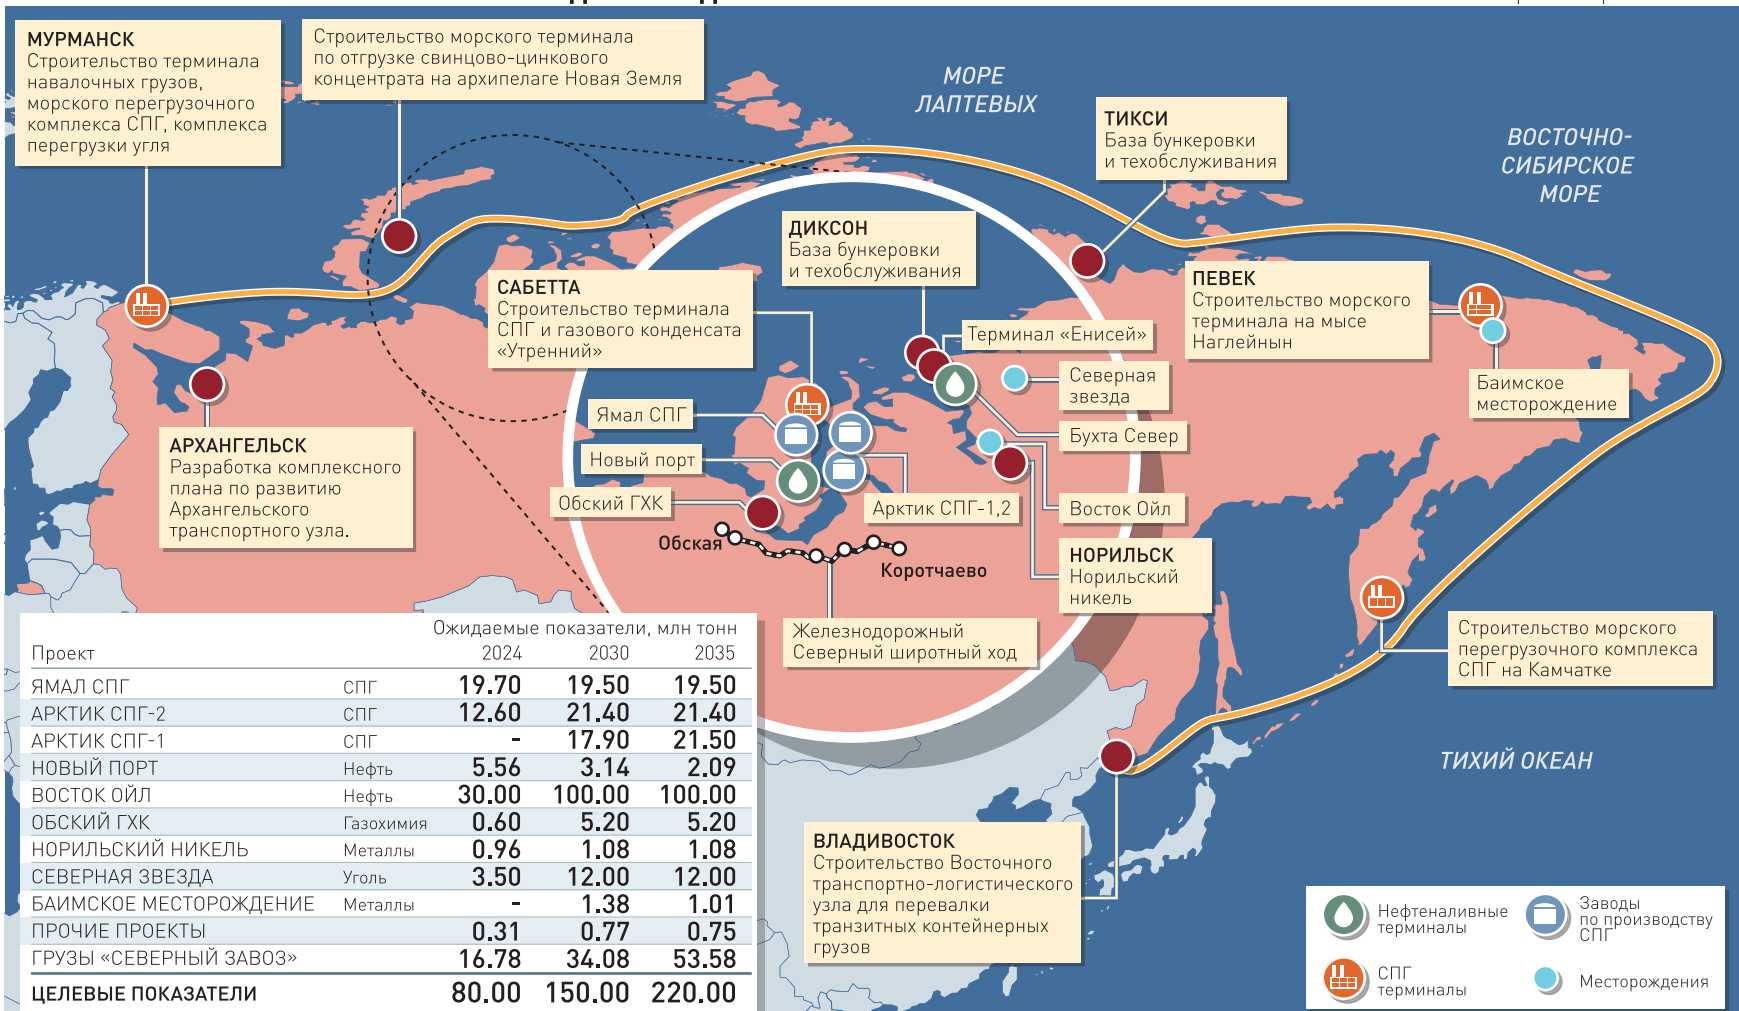 МУРМАНСК
Строительство терминала
навалочных грузов,
морского перегрузочного
комплекса СПГ, комплекса
перегрузки угля
Строительство морского терминала
по отгрузке свинцово-цинкового
концентрата на архипелаге Новая Земля
МОРЕ
ЛАПТЕВЫХ
ТИКСИ
База бункеровки
и техобслуживания
ВОСТОЧНО-
СИБИРСКОЕ
МОРЕ
ДИКСОН
База бункеровки
и техобслуживания
САБЕТТА
Строительство терминала
СПГ и газового конденсата
«Утренний»
ПЕВЕК
Строительство морского
терминала на мысе
Наглейнын
Терминал «Енисей»
Северная
звезда
Баимское
месторождение
Ямал СПГ
Бухта Север
АРХАНГЕЛЬСК
Разработка комплексного
плана по развитию
Архангельского
транспортного узла.
Новый порт
Обский ГХК
Арктик СПГ-1,2
Восток Ойл
Обская
Коротчаево
НОРИЛЬСК
Норильский
никель
Железнодорожный
Северный широтный ход
Строительство морского
перегрузочного комплекса
СПГ на Камчатке
ТИХИЙ ОКЕАН
ВЛАДИВОСТОК
Строительство Восточного
транспортно-логистического
узла для перевалки
транзитных контейнерных
грузов
Ожидаемые показатели, млн тонн
Проект 2024 2030 2035
ЯМАЛ СПГ СПГ 19.70 19.50 19.50
АРКТИК СПГ-2 СПГ 12.60 21.40 21.40
АРКТИК СПГ-1 СПГ - 17.90 21.50
НОВЫЙ ПОРТ Нефть 5.56 3.14 2.09
ВОСТОК ОЙЛ Нефть 30.00 100.00 100.00
ОБСКИЙ ГХК Газохимия 0.60 5.20 5.20
НОРИЛЬСКИЙ НИКЕЛЬ Металлы 0.96 1.08 1.08
СЕВЕРНАЯ ЗВЕЗДА Уголь 3.50 12.00 12.00
БАИМСКОЕ МЕСТОРОЖДЕНИЕ Металлы - 1.38 1.01
ПРОЧИЕ ПРОЕКТЫ 0.31 0.77 0.75
ГРУЗЫ «СЕВЕРНЫЙ ЗАВОЗ» 16.78 34.08 53.58
ЦЕЛЕВЫЕ ПОКАЗАТЕЛИ 80.00 150.00 220.00
Нефтеналивные
терминалы
Заводы
по производству
СПГ
СПГ
терминалы
Месторождения